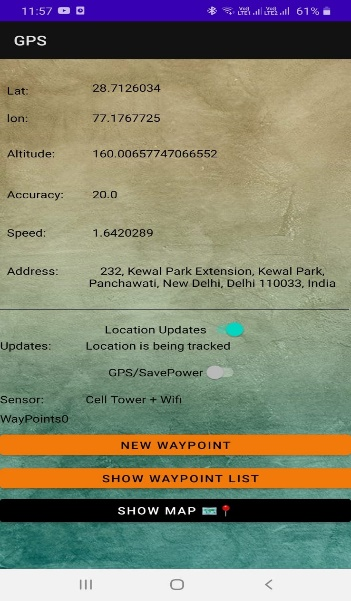 11:57 61%
GPS
Lat: 28.7126034
lon: 77.1767725
Altitude: 160.00657747066552
Accuracy: 20.0
Speed: 1.6420289
Address: 232, Kewal Park Extension, Kewal Park,
Panchawati, New Delhi, Delhi 110033, India
Location Updates
Updates: Location is being tracked
GPS/SavePower
Sensor: Cell Tower + Wifi
WayPoints0
NEW WAYPOINT
SHOW WAYPOINT LIST
SHOW MAP